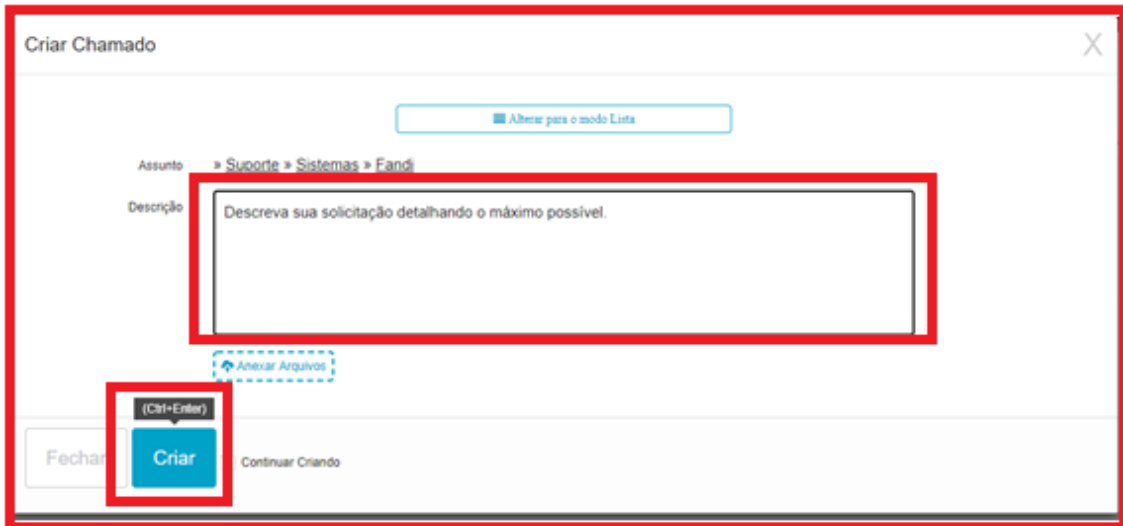 Criar Chamado X
Alterar para o modo Lista
Assunto » Suporte » Sistemas » Fandi
Descrição Descreva sua solicitação detalhando o máximo possível.
Anexar Arquivos
(Ctrl+Enter)
Fechar Criar Continuar Criando